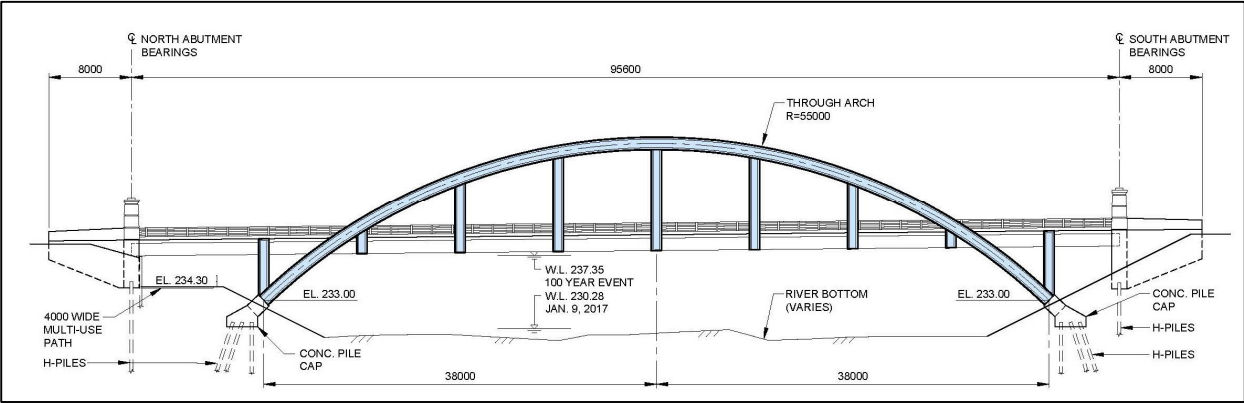 ℄ NORTH ABUTMENT
BEARINGS
℄ SOUTH ABUTMENT
BEARINGS
8000
95600
8000
THROUGH ARCH
R=55000
W.L. 237.35
100 YEAR EVENT
W.L. 230.28
JAN. 9, 2017
EL. 234.30
EL. 233.00
RIVER BOTTOM
(VARIES)
EL. 233.00
CONC. PILE
CAP
4000 WIDE
MULTI-USE
PATH
H-PILES
CONC. PILE
CAP
H-PILES
H-PILES
38000
38000